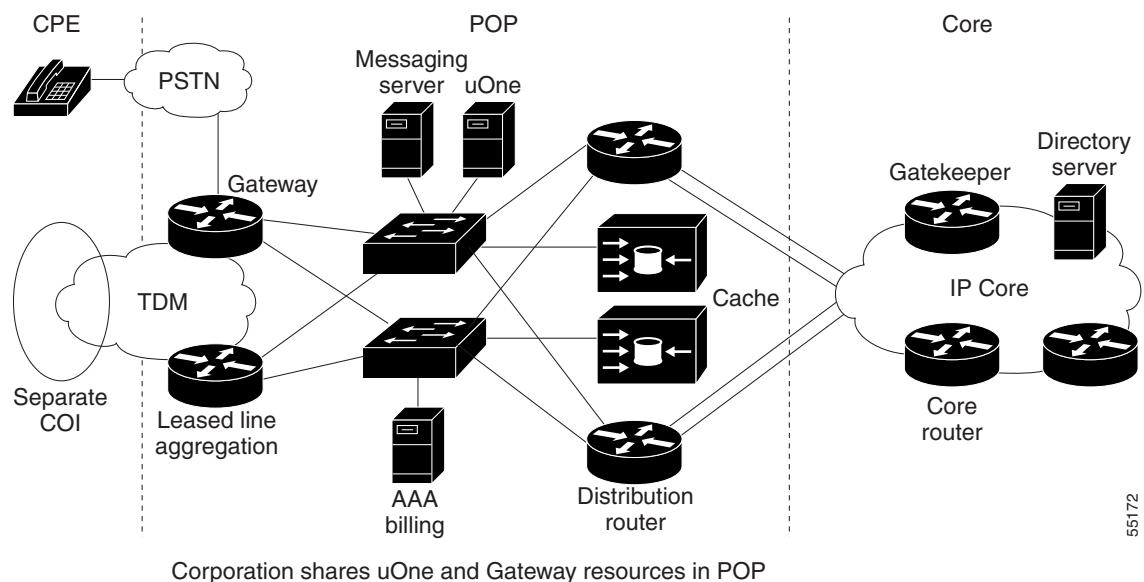 CPE
POP
Core
PSTN
Messaging
server
uOne
Gateway
Gatekeeper
Directory
server
TDM
Cache
IP Core
Separate
COI
Leased line
aggregation
AAA
billing
Distribution
router
Core
router
55172
Corporation shares uOne and Gateway resources in POP